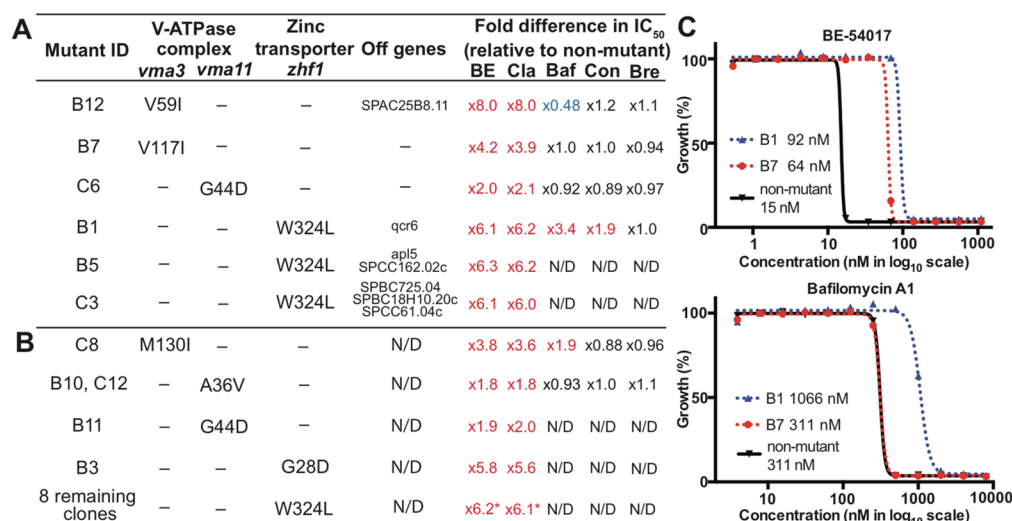 A
Mutant ID V-ATPase complex vma3 vma11 Zinc transporter zhf1 Off genes Fold difference in IC50 (relative to non-mutant) BE Cla Baf Con Bre
B12 V59I – – SPAC25B8.11 x8.0 x8.0 x0.48 x1.2 x1.1
B7 V117I – – – x4.2 x3.9 x1.0 x1.0 x0.94
C6 – G44D – – x2.0 x2.1 x0.92 x0.89 x0.97
B1 – – W324L qcr6 x6.1 x6.2 x3.4 x1.9 x1.0
B5 – – W324L apl5 SPCC162.02c x6.3 x6.2 N/D N/D N/D
C3 – – W324L SPBC725.04 SPBC18H10.20c SPCC61.04c x6.1 x6.0 N/D N/D N/D
B
C8 M130I – – N/D x3.8 x3.6 x1.9 x0.88 x0.96
B10, C12 – A36V – N/D x1.8 x1.8 x0.93 x1.0 x1.1
B11 – G44D – N/D x1.9 x2.0 N/D N/D N/D
B3 – – G28D N/D x5.8 x5.6 N/D N/D N/D
8 remaining clones – – W324L N/D x6.2* x6.1* N/D N/D N/D
C
BE-54017
Growth (%)
100
50
0
B1 92 nM
B7 64 nM
non-mutant
15 nM
1 10 100 1000
Concentration (nM in log10 scale)
Bafilomycin A1
Growth (%)
100
50
0
B1 1066 nM
B7 311 nM
non-mutant
311 nM
10 100 1000 10000
Concentration (nM in log10 scale)